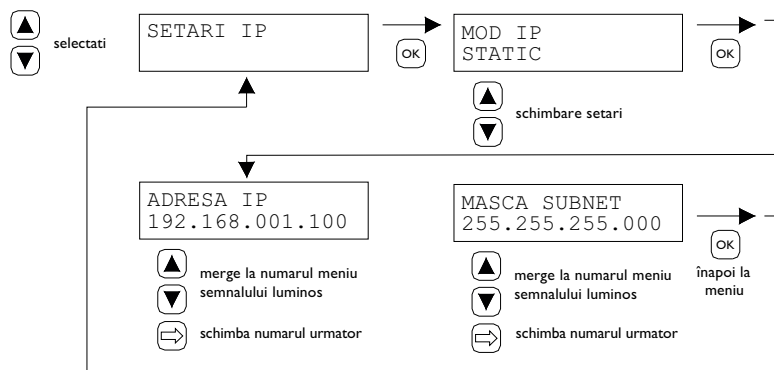 selectati
SETARI IP
OK
MOD IP
STATIC
OK
schimbare setari
ADRESA IP
192.168.001.100
merge la numarul meniu
semnalului luminos
schimba numarul urmator
MASCA SUBNET
255.255.255.000
merge la numarul meniu
semnalului luminos
schimba numarul urmator
OK
înapoi la
meniu